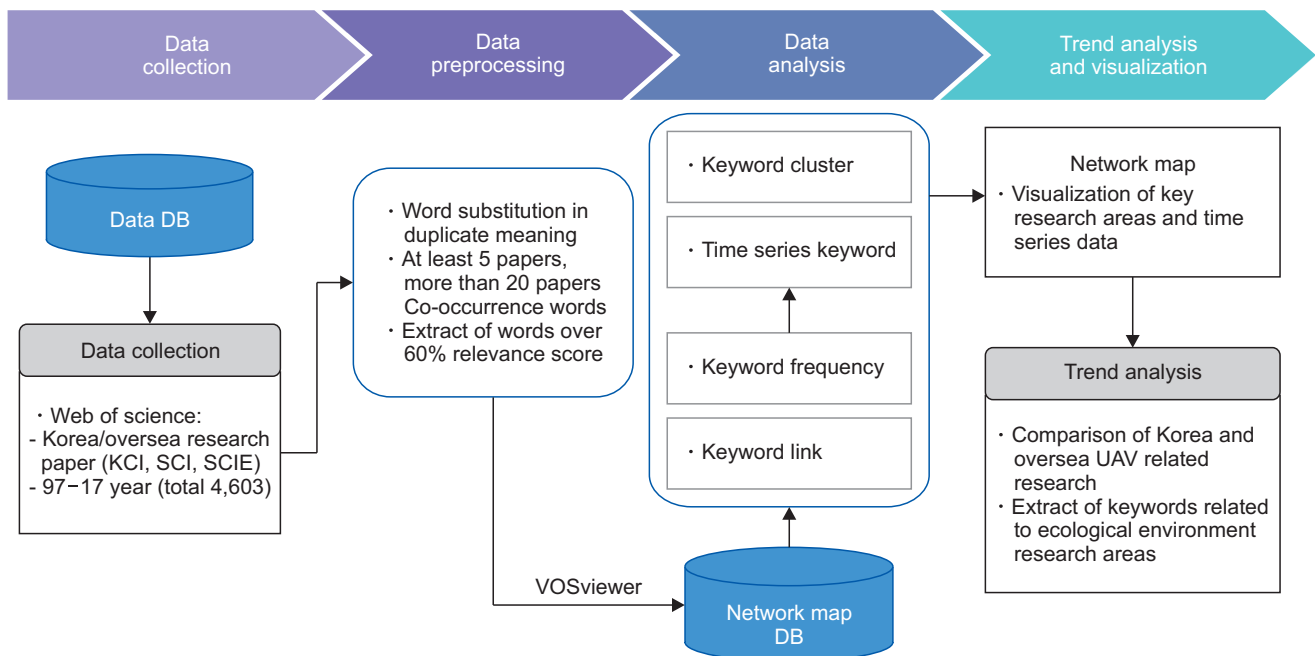 Data
collection
Data
preprocessing
Data
analysis
Trend analysis
and visualization
Data DB
Data collection
· Web of science:
- Korea/oversea research
paper (KCI, SCI, SCIE)
- 97−17 year (total 4,603)
· Word substitution in
duplicate meaning
· At least 5 papers,
more than 20 papers
Co-occurrence words
· Extract of words over
60% relevance score
VOSviewer
Network map
DB
· Keyword cluster
· Time series keyword
· Keyword frequency
· Keyword link
Network map
· Visualization of key
research areas and time
series data
Trend analysis
· Comparison of Korea and
oversea UAV related
research
· Extract of keywords related
to ecological environment
research areas